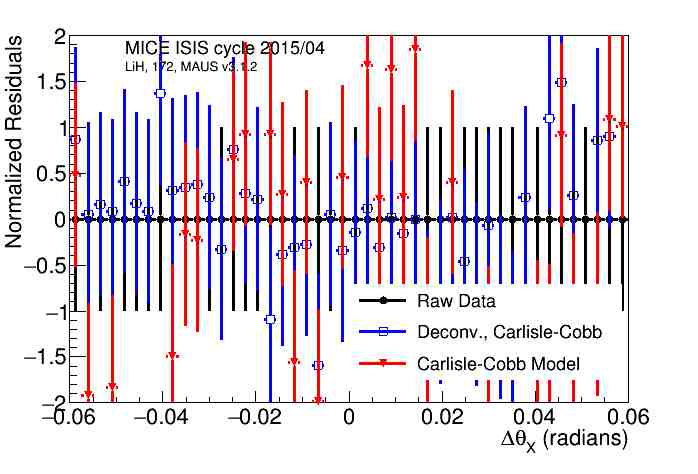 MICE ISIS cycle 2015/04
LiH, 172, MAUS v3.1.2
Normalized Residuals
2
1.5
1
0.5
0
−0.5
−1
−1.5
−2
Raw Data
Deconv., Carlisle-Cobb
Carlisle-Cobb Model
−0.06 −0.04 −0.02 0 0.02 0.04 0.06
Δθ_X (radians)